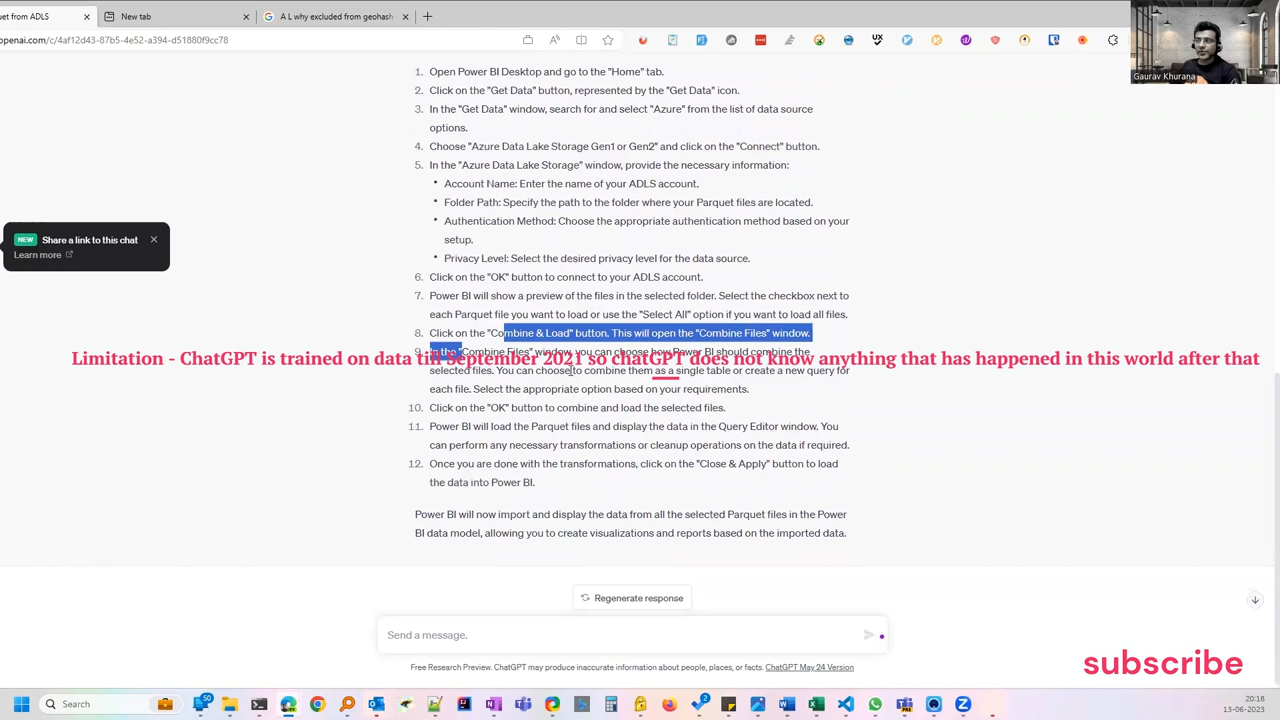 uet from ADLS
New tab
A L why excluded from geohash
openai.com/c/4af12d43-87b5-4e52-a394-d51880f9cc78
Gaurav Khurana
1. Open Power BI Desktop and go to the "Home" tab.
2. Click on the "Get Data" button, represented by the "Get Data" icon.
3. In the "Get Data" window, search for and select "Azure" from the list of data source
options.
4. Choose "Azure Data Lake Storage Gen1 or Gen2" and click on the "Connect" button.
5. In the "Azure Data Lake Storage" window, provide the necessary information:
• Account Name: Enter the name of your ADLS account.
• Folder Path: Specify the path to the folder where your Parquet files are located.
• Authentication Method: Choose the appropriate authentication method based on your
setup.
• Privacy Level: Select the desired privacy level for the data source.
NEW Share a link to this chat
Learn more
6. Click on the "OK" button to connect to your ADLS account.
7. Power BI will show a preview of the files in the selected folder. Select the checkbox next to
each Parquet file you want to load or use the "Select All" option if you want to load all files.
8. Click on the "Combine & Load" button. This will open the "Combine Files" window.
9. In the "Combine Files" window, you can choose how Power BI should combine the
Limitation - ChatGPT is trained on data till September 2021 so chatGPT does not know anything that has happened in this world after that
selected files. You can choose to combine them as a single table or create a new query for
each file. Select the appropriate option based on your requirements.
10. Click on the "OK" button to combine and load the selected files.
11. Power BI will load the Parquet files and display the data in the Query Editor window. You
can perform any necessary transformations or cleanup operations on the data if required.
12. Once you are done with the transformations, click on the "Close & Apply" button to load
the data into Power BI.
Power BI will now import and display the data from all the selected Parquet files in the Power
BI data model, allowing you to create visualizations and reports based on the imported data.
Regenerate response
Send a message.
Free Research Preview. ChatGPT may produce inaccurate information about people, places, or facts. ChatGPT May 24 Version
subscribe
Search
20:18
13-06-2023